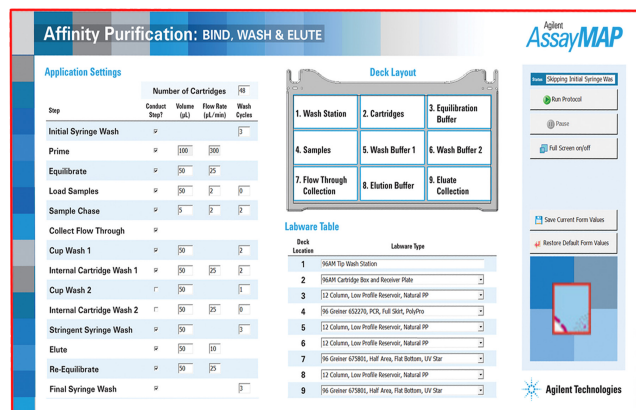 Affinity Purification: BIND, WASH & ELUTE
Agilent
AssayMAP
Application Settings
Number of Cartridges 48
Step Conduct Step? Volume (µL) Flow Rate (µL/min) Wash Cycles
Initial Syringe Wash 3
Prime 100 300
Equilibrate 50 25
Load Samples 50 2 0
Sample Chase 5 2 2
Collect Flow Through
Cup Wash 1 50 2
Internal Cartridge Wash 1 50 25 2
Cup Wash 2 50 1
Internal Cartridge Wash 2 50 25 0
Stringent Syringe Wash 50 3
Elute 50 10
Re-Equilibrate 50 25
Final Syringe Wash 3
Deck Layout
1. Wash Station 2. Cartridges 3. Equilibration Buffer
4. Samples 5. Wash Buffer 1 6. Wash Buffer 2
7. Flow Through Collection 8. Elution Buffer 9. Eluate Collection
Labware Table
Deck Location Labware Type
1 96AM Tip Wash Station
2 96AM Cartridge Box and Receiver Plate
3 12 Column, Low Profile Reservoir, Natural PP
4 96 Greiner 652270, PCR, Full Skirt, PolyPro
5 12 Column, Low Profile Reservoir, Natural PP
6 12 Column, Low Profile Reservoir, Natural PP
7 96 Greiner 675801, Half Area, Flat Bottom, UV Star
8 12 Column, Low Profile Reservoir, Natural PP
9 96 Greiner 675801, Half Area, Flat Bottom, UV Star
Status Skipping Initial Syringe Was
Run Protocol
Pause
Full Screen on/off
Save Current Form Values
Restore Default Form Values
Agilent Technologies